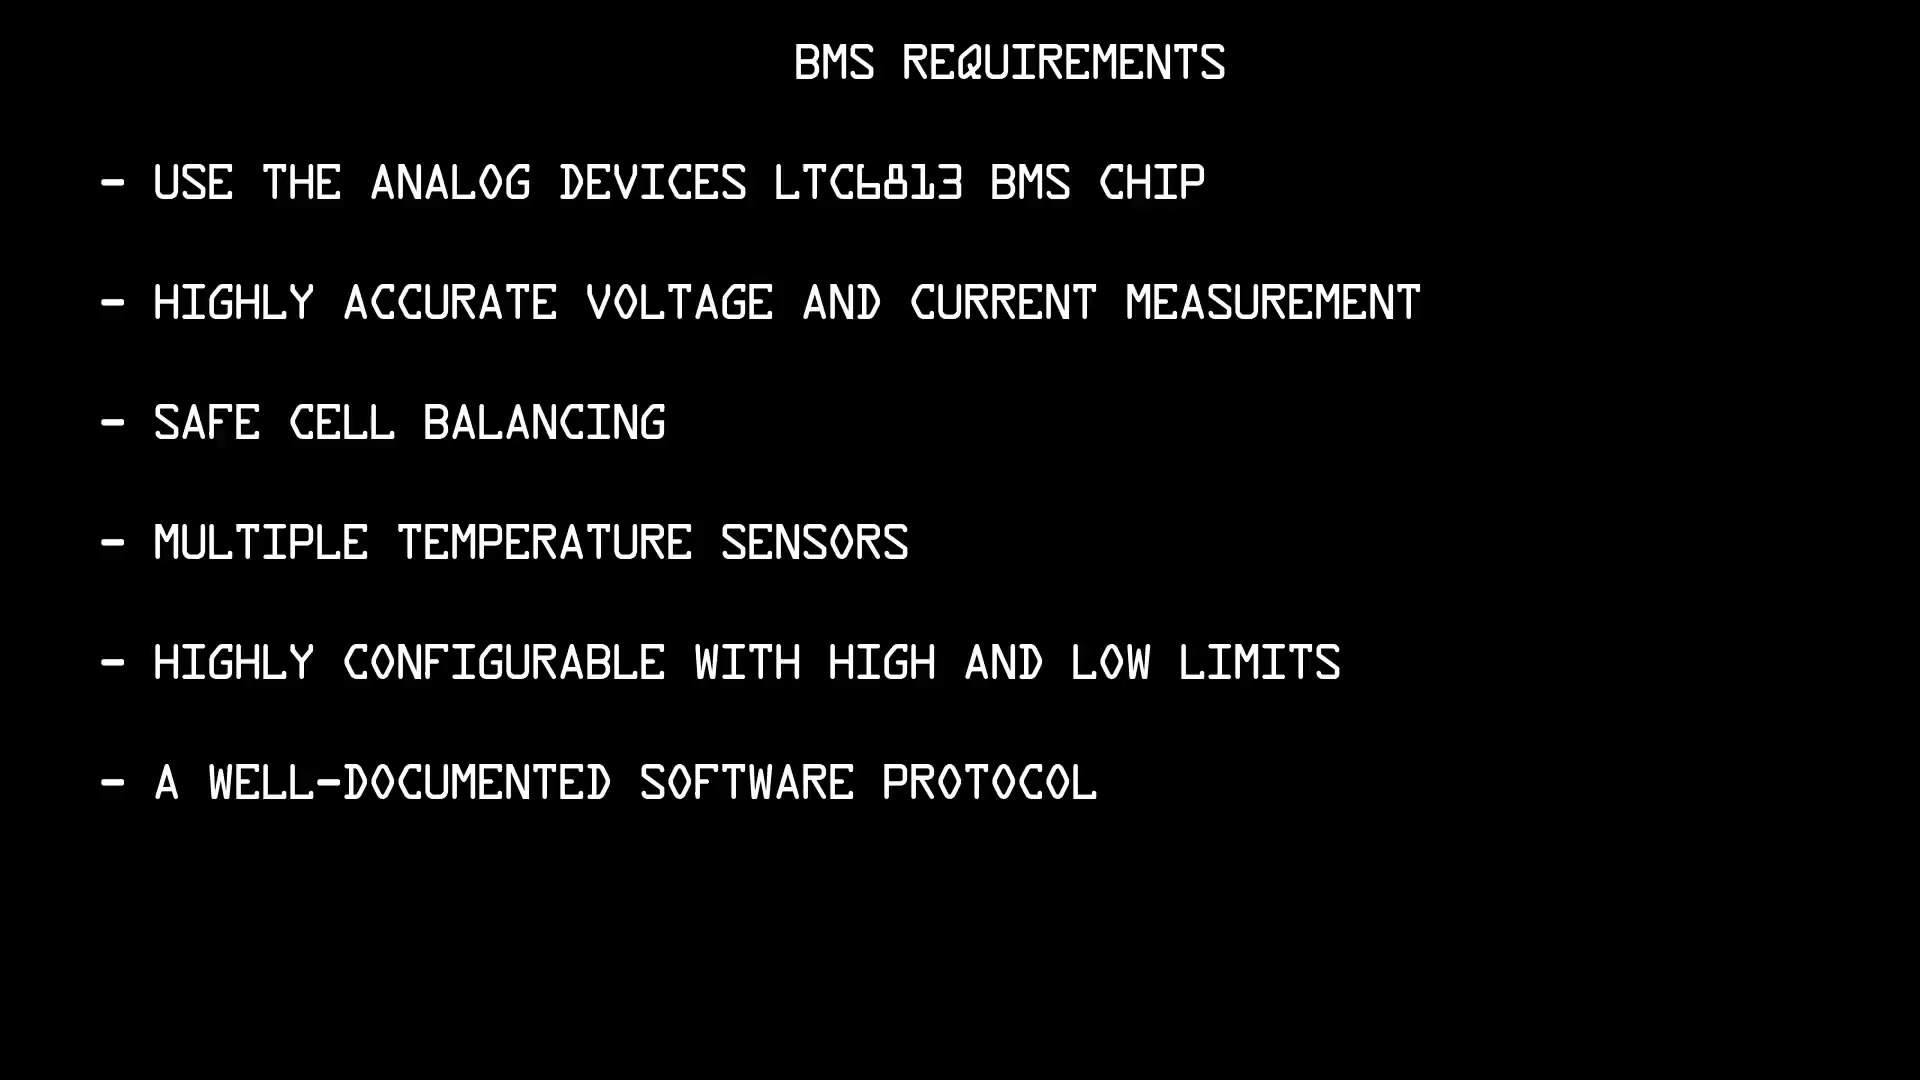 BMS REQUIREMENTS
- USE THE ANALOG DEVICES LTC6813 BMS CHIP
- HIGHLY ACCURATE VOLTAGE AND CURRENT MEASUREMENT
- SAFE CELL BALANCING
- MULTIPLE TEMPERATURE SENSORS
- HIGHLY CONFIGURABLE WITH HIGH AND LOW LIMITS
- A WELL-DOCUMENTED SOFTWARE PROTOCOL